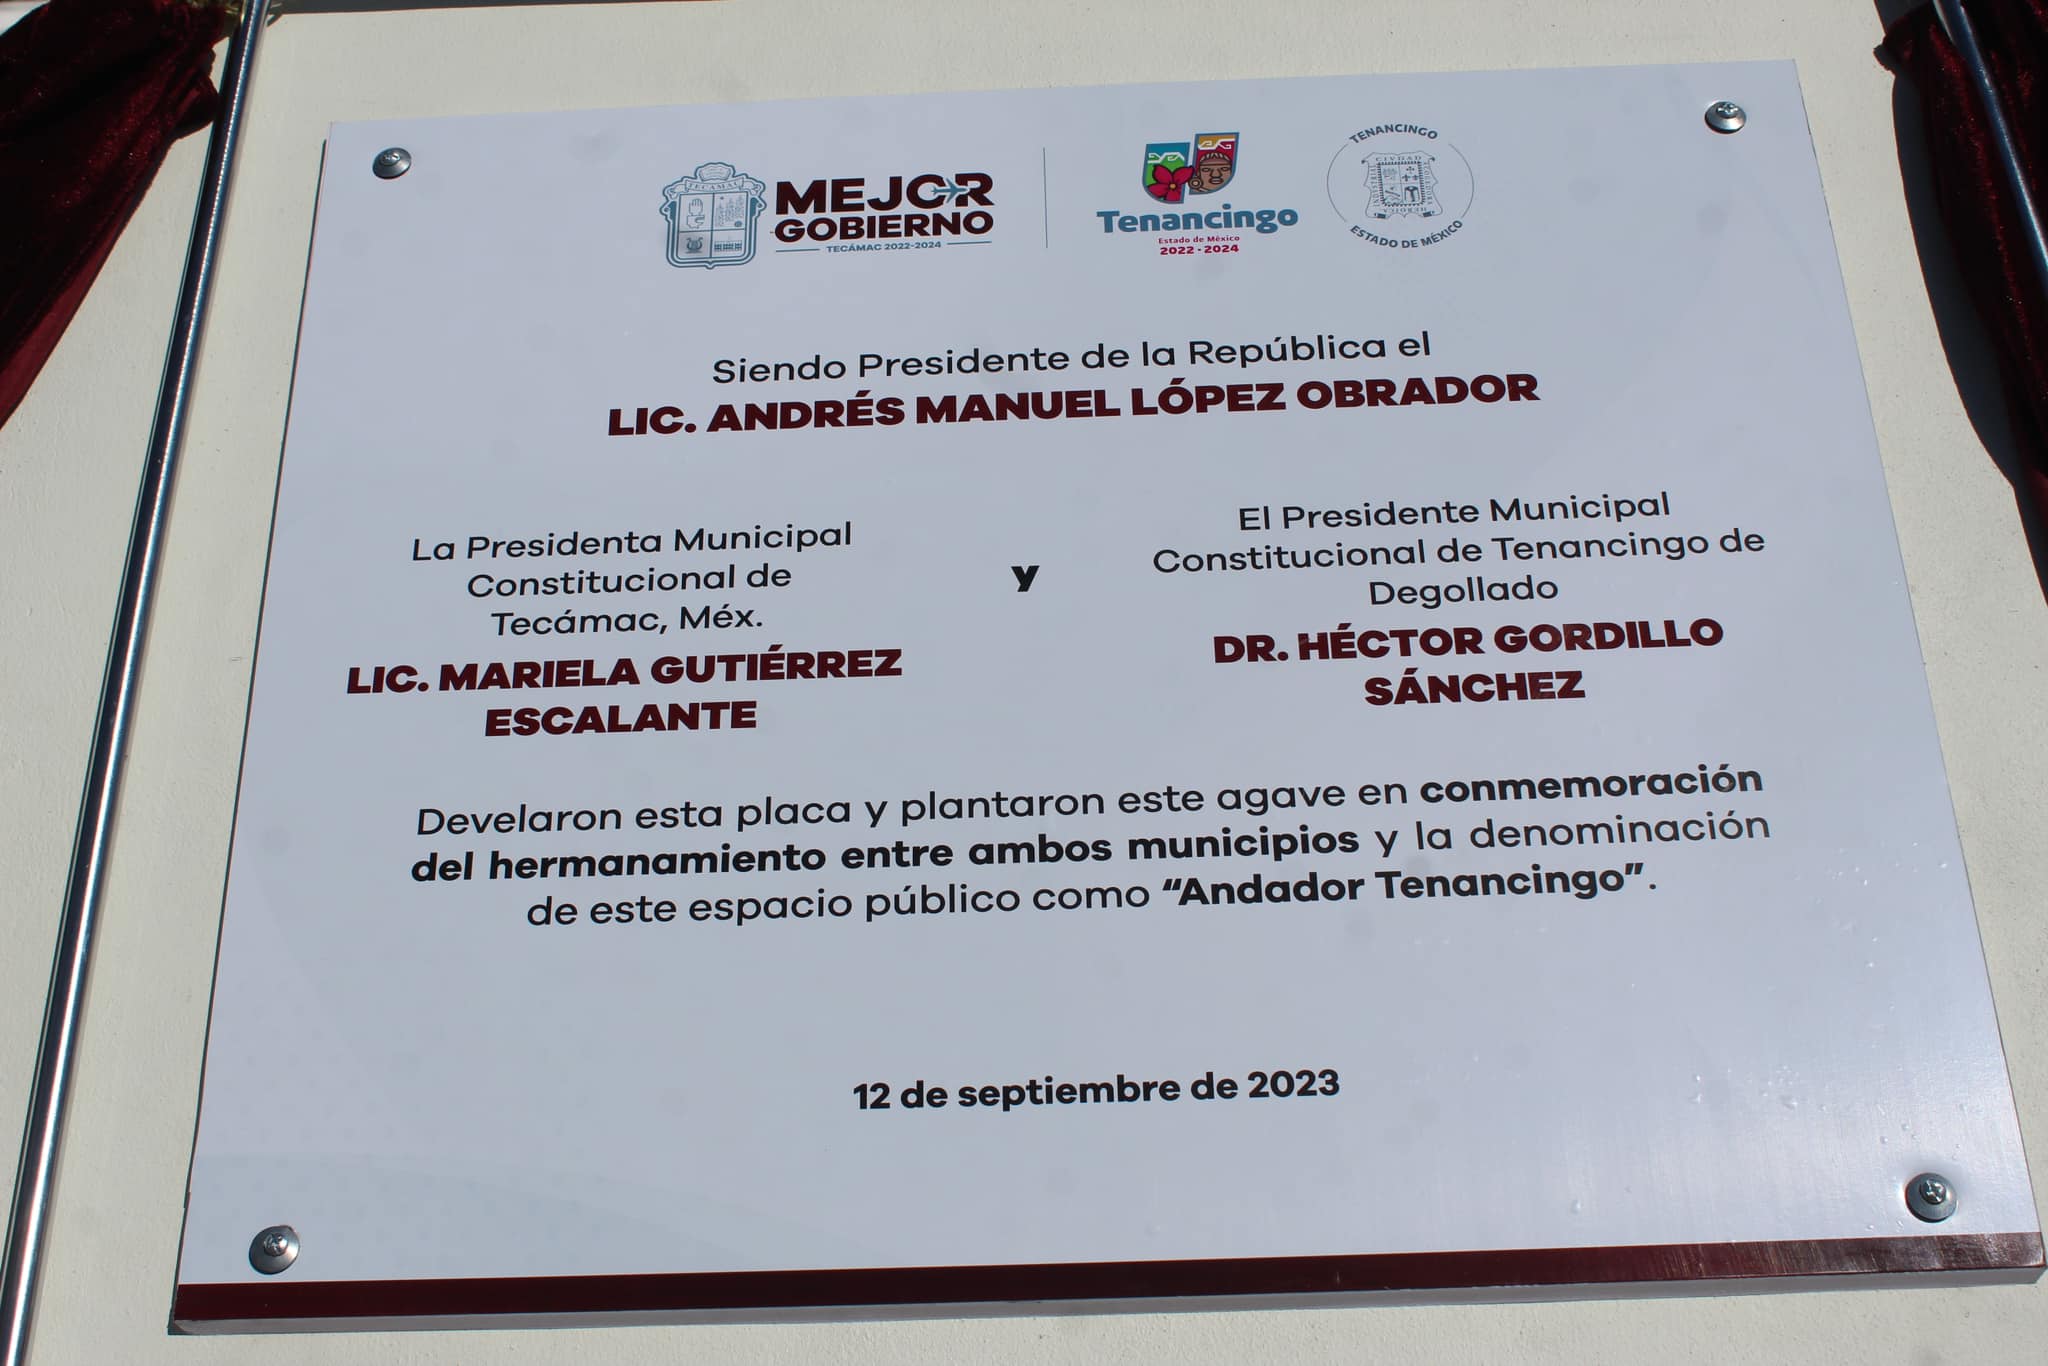 TECÁMAC
MEJOR
GOBIERNO
TECÁMAC 2022-2024
Tenancingo
Estado de México
2022 - 2024
TENANCINGO
CIUDAD
ESTADO DE MÉXICO
Siendo Presidente de la República el
LIC. ANDRÉS MANUEL LÓPEZ OBRADOR
La Presidenta Municipal
Constitucional de
Tecámac, Méx.
LIC. MARIELA GUTIÉRREZ
ESCALANTE
y
El Presidente Municipal
Constitucional de Tenancingo de
Degollado
DR. HÉCTOR GORDILLO
SÁNCHEZ
Develaron esta placa y plantaron este agave en conmemoración
del hermanamiento entre ambos municipios y la denominación
de este espacio público como “Andador Tenancingo”.
12 de septiembre de 2023